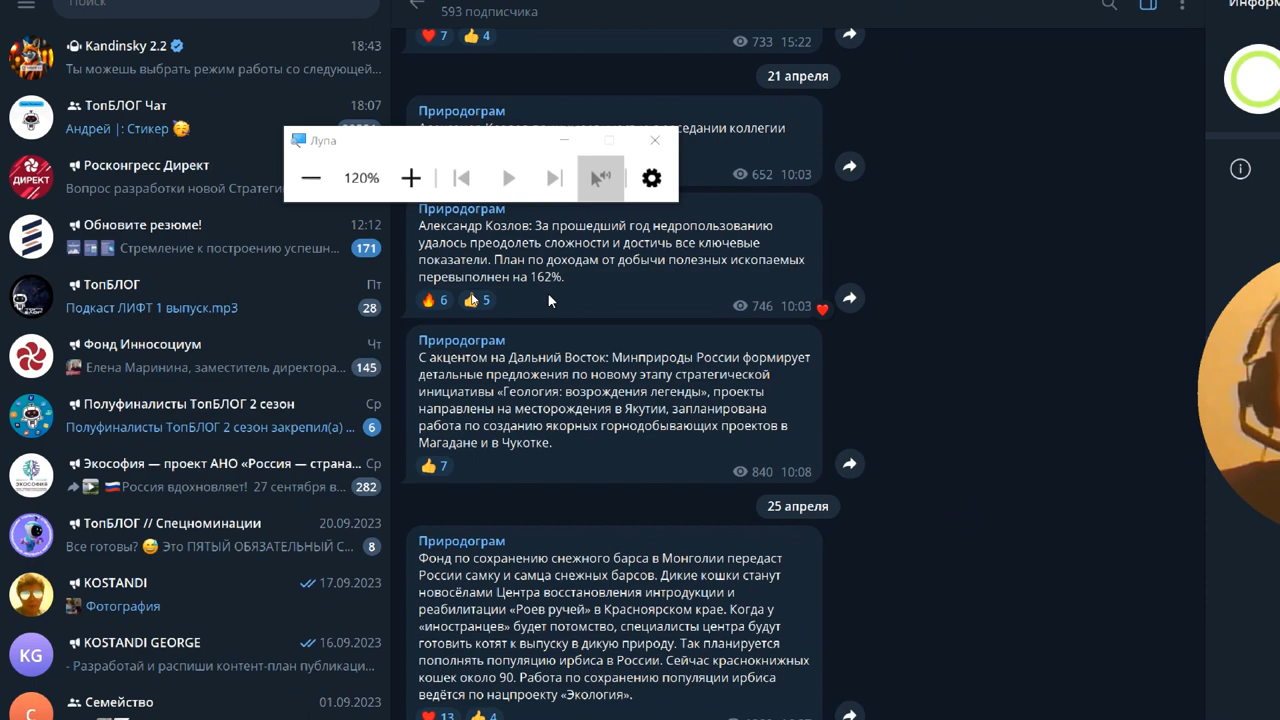 Поиск
Kandinsky 2.2
18:43
Ты можешь выбрать режим работы со следующей...
ТопБЛОГ Чат
18:07
Андрей |: Стикер 🥳
Росконгресс Директ
Вопрос разработки новой Стратеги
Обновите резюме!
12:12
Стремление к построению успешн...
171
ТопБЛОГ
Пт
Подкаст ЛИФТ 1 выпуск.mp3
28
Фонд Инносоциум
Чт
Елена Маринина, заместитель директора...
145
Полуфиналисты ТопБЛОГ 2 сезон
Ср
Полуфиналисты ТопБЛОГ 2 сезон закрепил(а) ...
6
Экософия — проект АНО «Россия — страна...
Ср
🇷🇺Россия вдохновляет! 27 сентября в...
282
ТопБЛОГ // Спецноминации
20.09.2023
Все готовы? 😅 Это ПЯТЫЙ ОБЯЗАТЕЛЬНЫЙ С...
8
KOSTANDI
17.09.2023
Фотография
KG
KOSTANDI GEORGE
16.09.2023
- Разработай и распиши контент-план публикаци...
С
Семейство
01.09.2023
Лупа
120%
593 подписчика
❤️ 7 👍 4
733 15:22
21 апреля
Природограм
седании коллегии
652 10:03
Природограм
Александр Козлов: За прошедший год недропользованию
удалось преодолеть сложности и достичь все ключевые
показатели. План по доходам от добычи полезных ископаемых
перевыполнен на 162%.
🔥 6 👍 5
746 10:03
Природограм
С акцентом на Дальний Восток: Минприроды России формирует
детальные предложения по новому этапу стратегической
инициативы «Геология: возрождения легенды», проекты
направлены на месторождения в Якутии, запланирована
работа по созданию якорных горнодобывающих проектов в
Магадане и в Чукотке.
👍 7
840 10:08
25 апреля
Природограм
Фонд по сохранению снежного барса в Монголии передаст
России самку и самца снежных барсов. Дикие кошки станут
новосёлами Центра восстановления интродукции и
реабилитации «Роев ручей» в Красноярском крае. Когда у
«иностранцев» будет потомство, специалисты центра будут
готовить котят к выпуску в дикую природу. Так планируется
пополнять популяцию ирбиса в России. Сейчас краснокнижных
кошек около 90. Работа по сохранению популяции ирбиса
ведётся по нацпроекту «Экология».
❤️ 13 👍 4
Информ